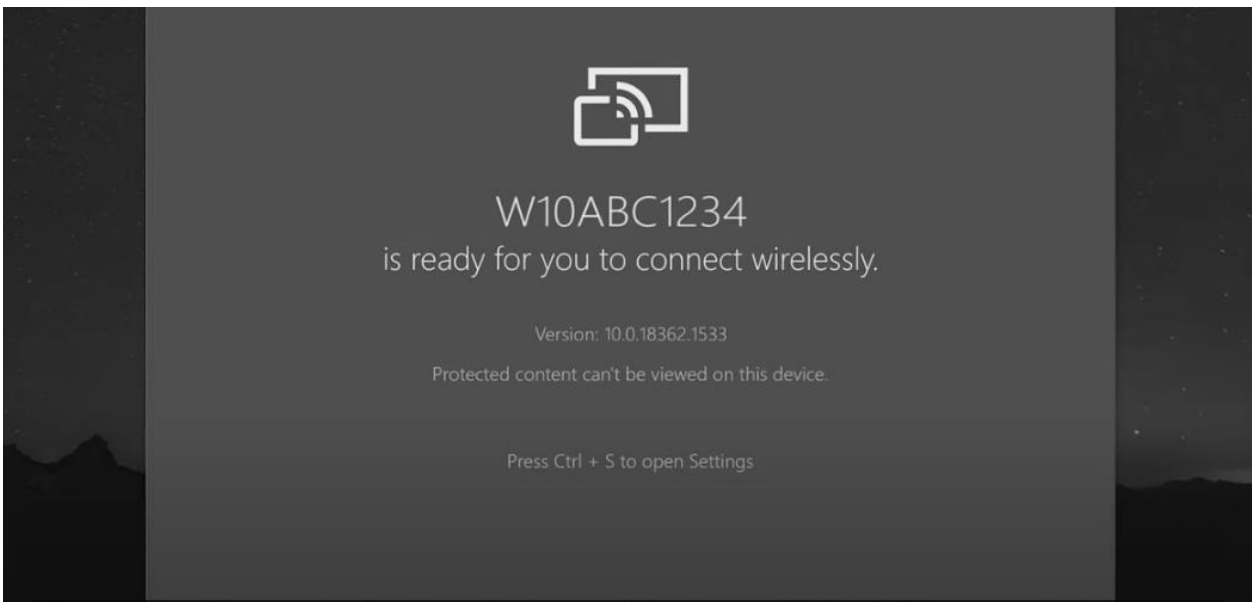 W10ABC1234
is ready for you to connect wirelessly.
Version: 10.0.18362.1533
Protected content can't be viewed on this device.
Press Ctrl + S to open Settings